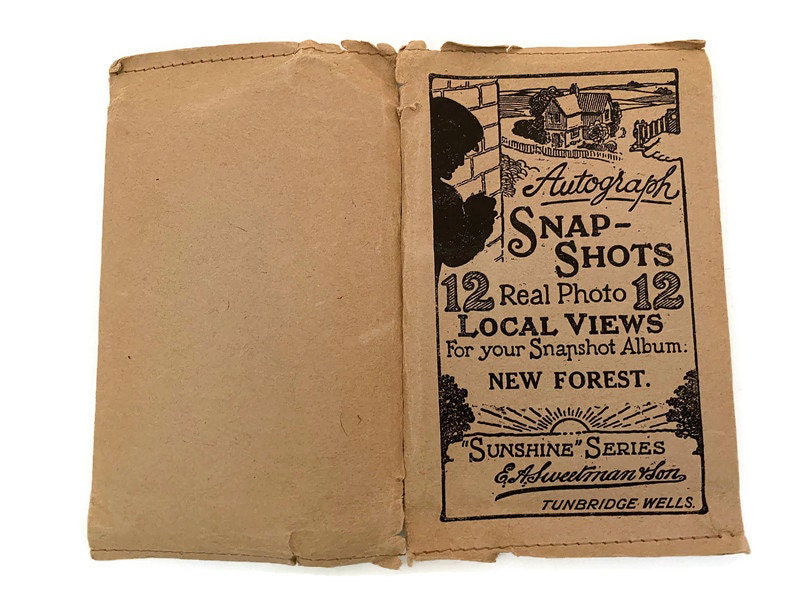 Autograph
SNAP-
SHOTS
12 Real Photo 12
LOCAL VIEWS
For your Snapshot Album:
NEW FOREST.
"SUNSHINE" SERIES
E.A. Sweetman & Son,
TUNBRIDGE WELLS.